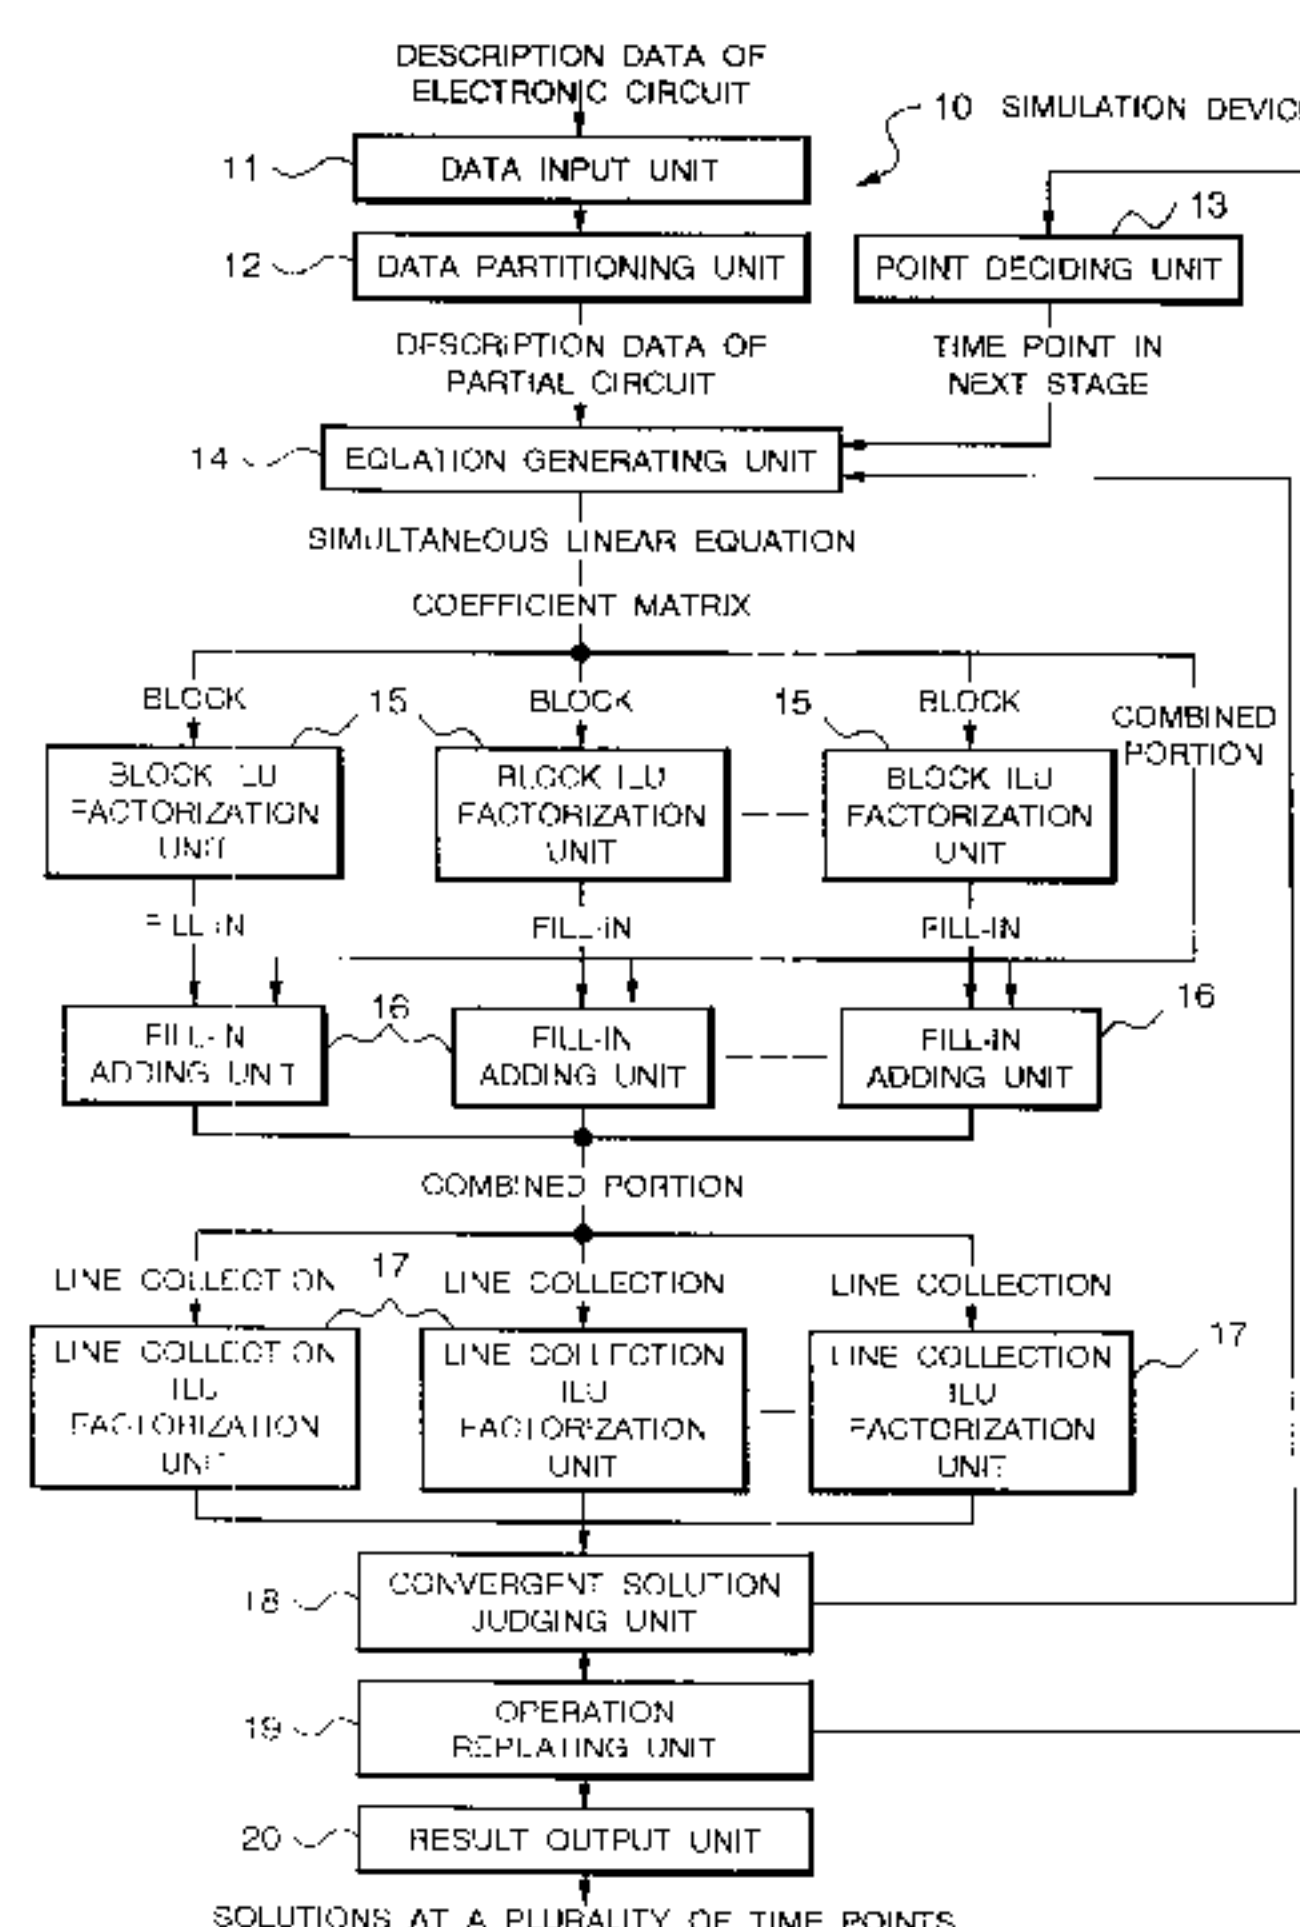 DESCRIPTION DATA OF
ELECTRONIC CIRCUIT
10 SIMULATION DEVIC
11
DATA INPUT UNIT
13
12
DATA PARTITIONING UNIT
POINT DECIDING UNIT
DESCRIPTION DATA OF
PARTIAL CIRCUIT
TIME POINT IN
NEXT STAGE
14
EQUATION GENERATING UNIT
SIMULTANEOUS LINEAR EQUATION
COEFFICIENT MATRIX
BLOCK
15
BLOCK
15
BLOCK
COMBINED
PORTION
BLOCK ILU
FACTORIZATION
UNIT
BLOCK ILU
FACTORIZATION
UNIT
BLOCK ILU
FACTORIZATION
UNIT
FILL-IN
FILL-IN
FILL-IN
16
16
FILL-IN
ADDING UNIT
FILL-IN
ADDING UNIT
FILL-IN
ADDING UNIT
COMBINED PORTION
17
LINE COLLECTION
LINE COLLECTION
LINE COLLECTION
17
LINE COLLECTION
ILU
FACTORIZATION
UNIT
LINE COLLECTION
ILU
FACTORIZATION
UNIT
LINE COLLECTION
ILU
FACTORIZATION
UNIT
18
CONVERGENT SOLUTION
JUDGING UNIT
19
OPERATION
REPEATING UNIT
20
RESULT OUTPUT UNIT
SOLUTIONS AT A PLURALITY OF TIME POINTS